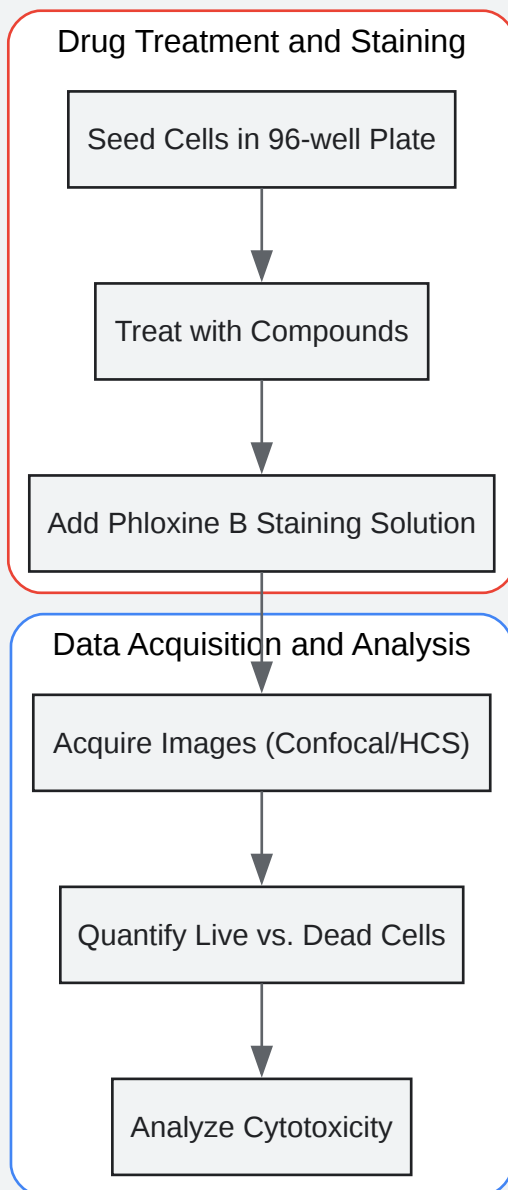 Drug Treatment and Staining
Seed Cells in 96-well Plate
Treat with Compounds
Add Phloxine B Staining Solution
Data Acquisition and Analysis
Acquire Images (Confocal/HCS)
Quantify Live vs. Dead Cells
Analyze Cytotoxicity